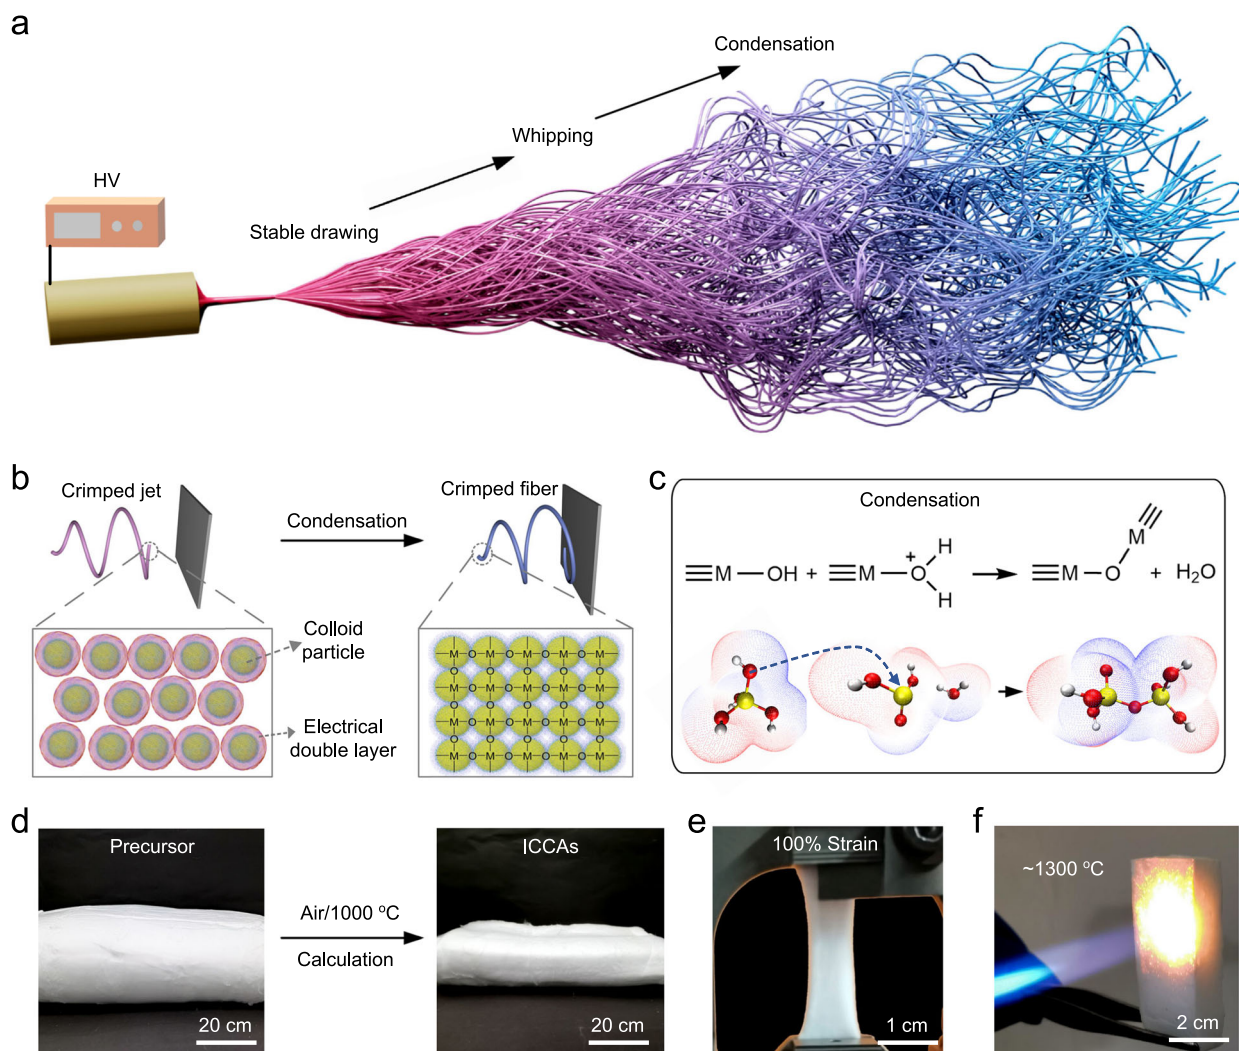 a
Condensation
Whipping
HV
Stable drawing
b
Crimped jet
Condensation
Crimped fiber
Colloid
particle
Electrical
double layer
M O M O M O M O M
O O O O O
M O M O M O M O M
O O O O O
M O M O M O M O M
O O O O O
M O M O M O M O M
c
Condensation
≡M—OH + ≡M—O+ H H → ≡M—O M≡ + H₂O
d
Precursor
20 cm
Air/1000 °C
Calculation
ICCAs
20 cm
e
100% Strain
1 cm
f
~1300 °C
2 cm